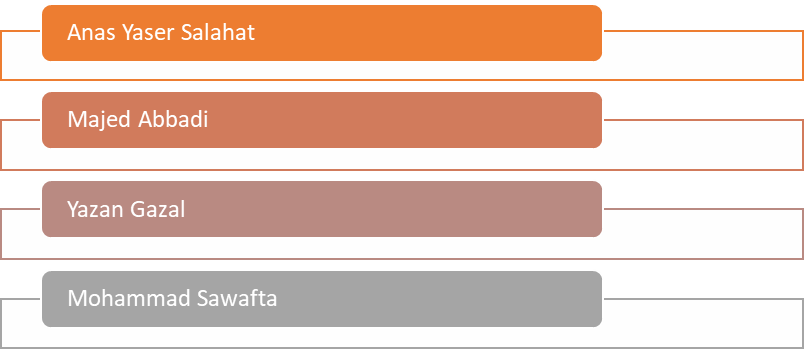 Anas Yaser Salahat
Majed Abbadi
Yazan Gazal
Mohammad Sawafta